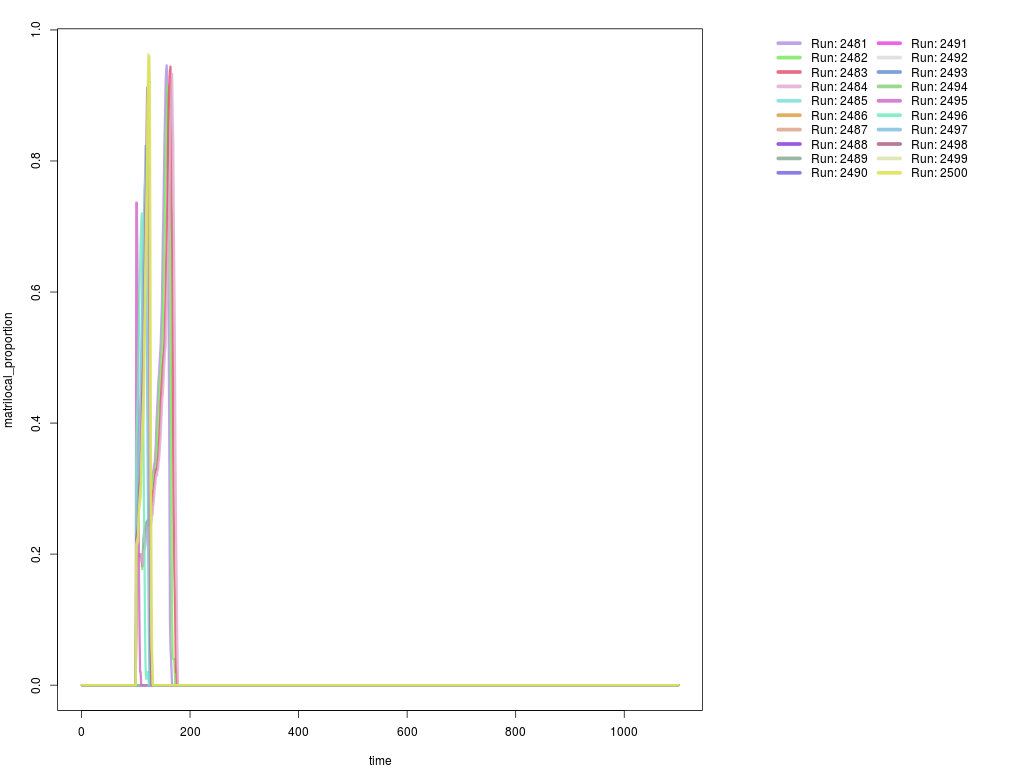 1.0
0.8
0.6
0.4
0.2
0.0
matrilocal_proportion
0 200 400 600 800 1000
time
Run: 2481 Run: 2491
Run: 2482 Run: 2492
Run: 2483 Run: 2493
Run: 2484 Run: 2494
Run: 2485 Run: 2495
Run: 2486 Run: 2496
Run: 2487 Run: 2497
Run: 2488 Run: 2498
Run: 2489 Run: 2499
Run: 2490 Run: 2500